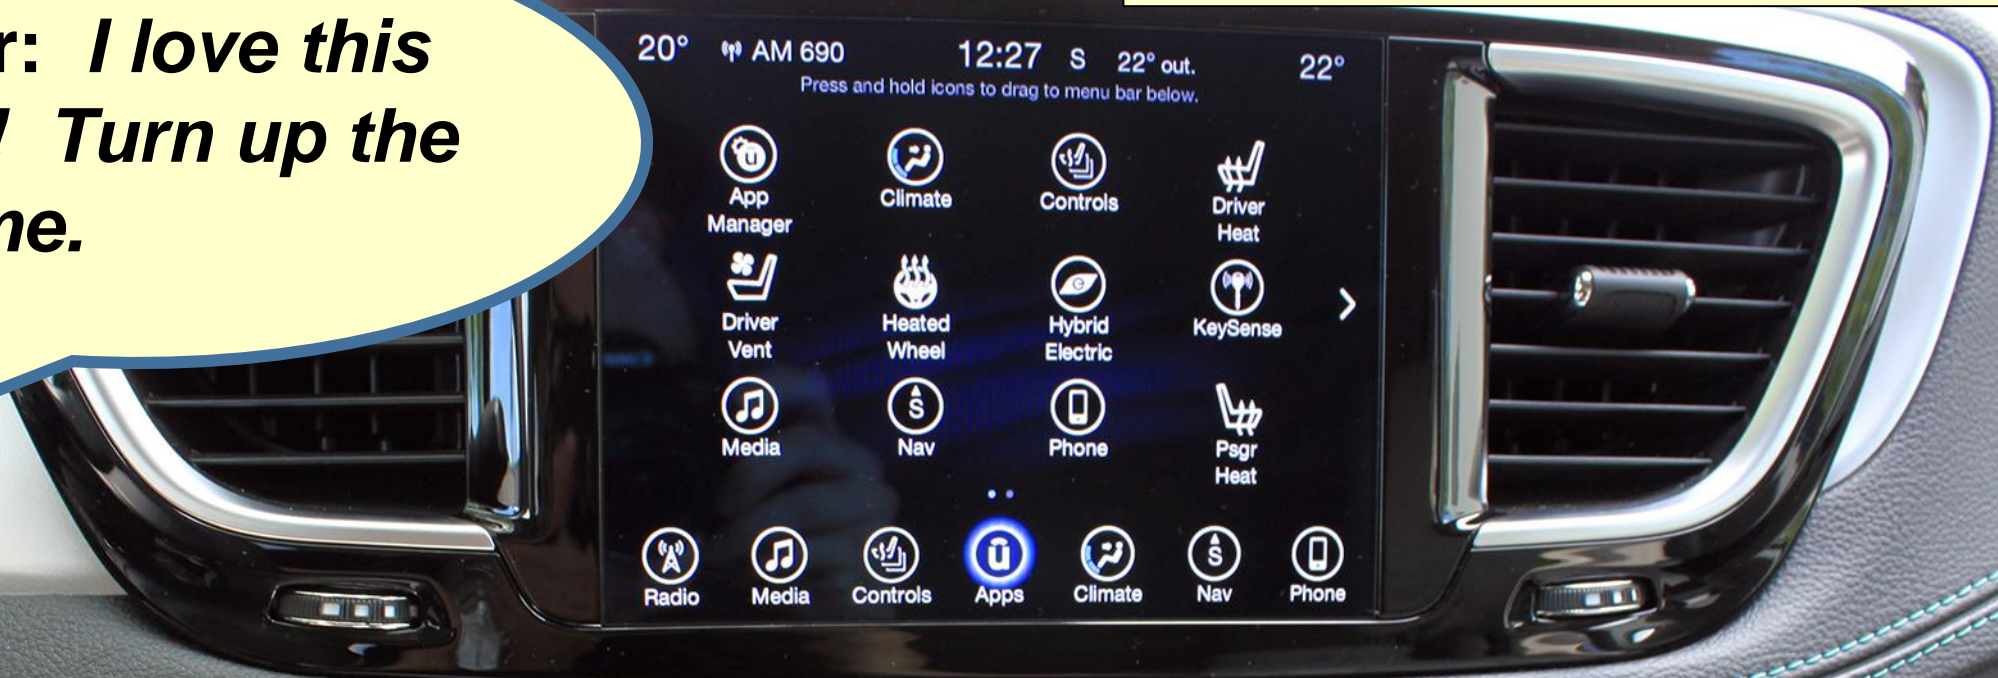 r: I love this
! Turn up the
me.
20° AM 690 12:27 S 22° out. 22°
Press and hold icons to drag to menu bar below.
App Manager
Climate
Controls
Driver Heat
Driver Vent
Heated Wheel
Hybrid Electric
KeySense
Media
Nav
Phone
Psgr Heat
Radio
Media
Controls
Apps
Climate
Nav
Phone